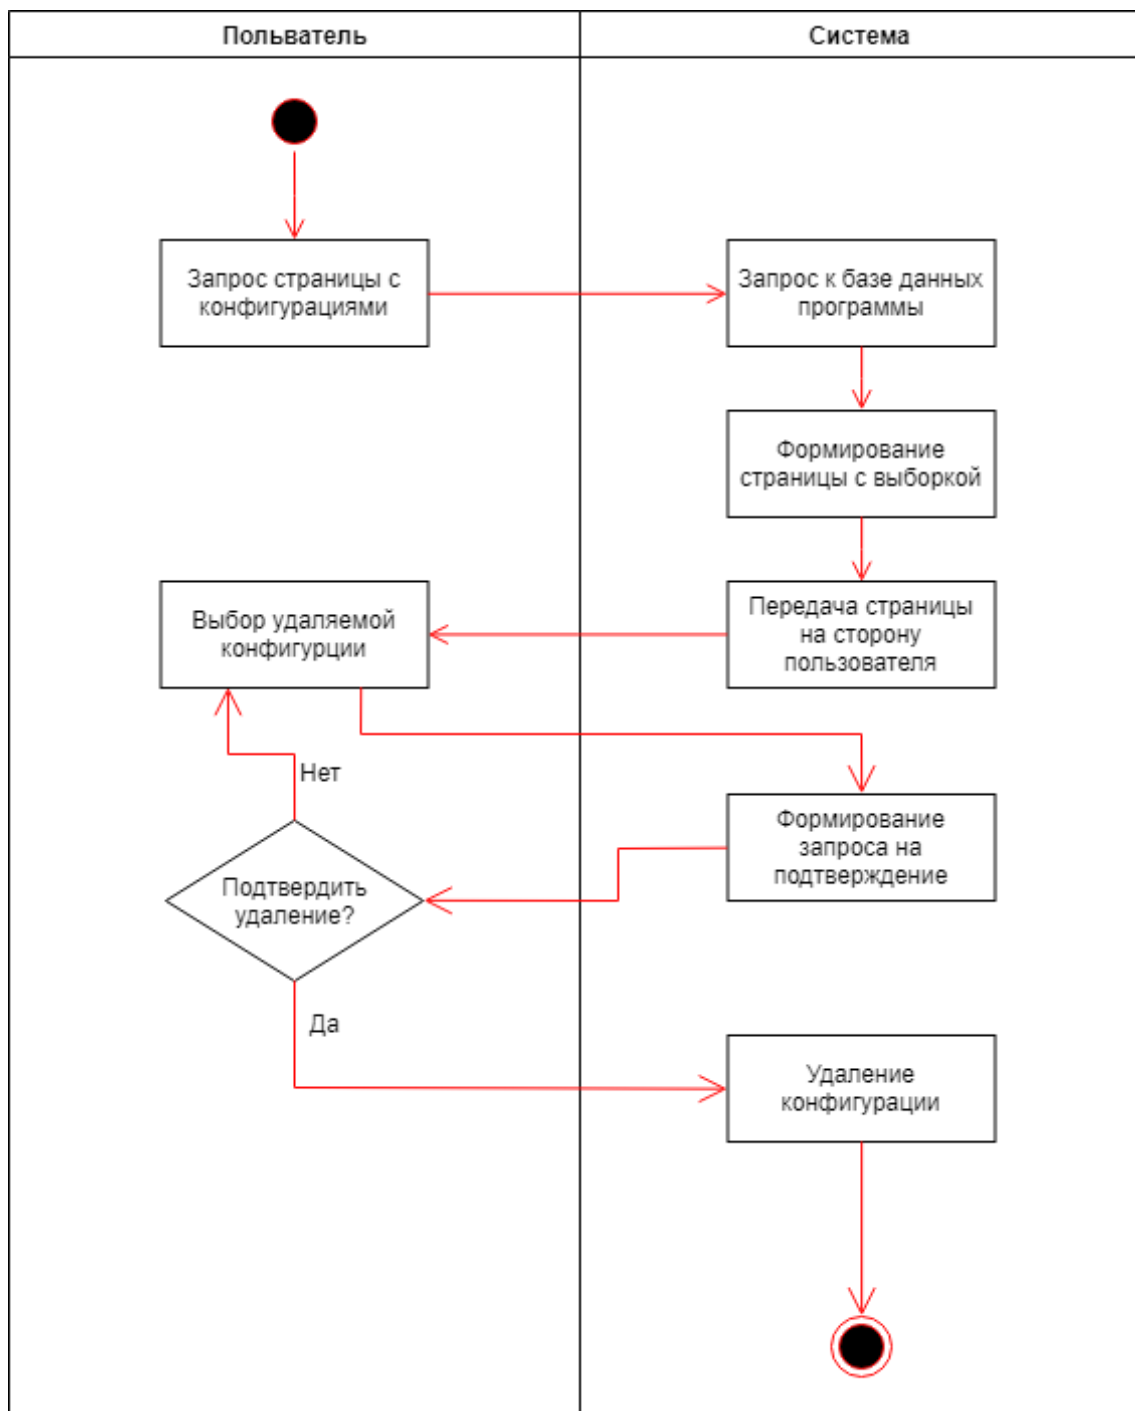 Польватель
Система
Запрос страницы с
конфигурациями
Запрос к базе данных
программы
Формирование
страницы с выборкой
Выбор удаляемой
конфигурции
Передача страницы
на сторону
пользователя
Нет
Формирование
запроса на
подтверждение
Подтвердить
удаление?
Да
Удаление
конфигурации